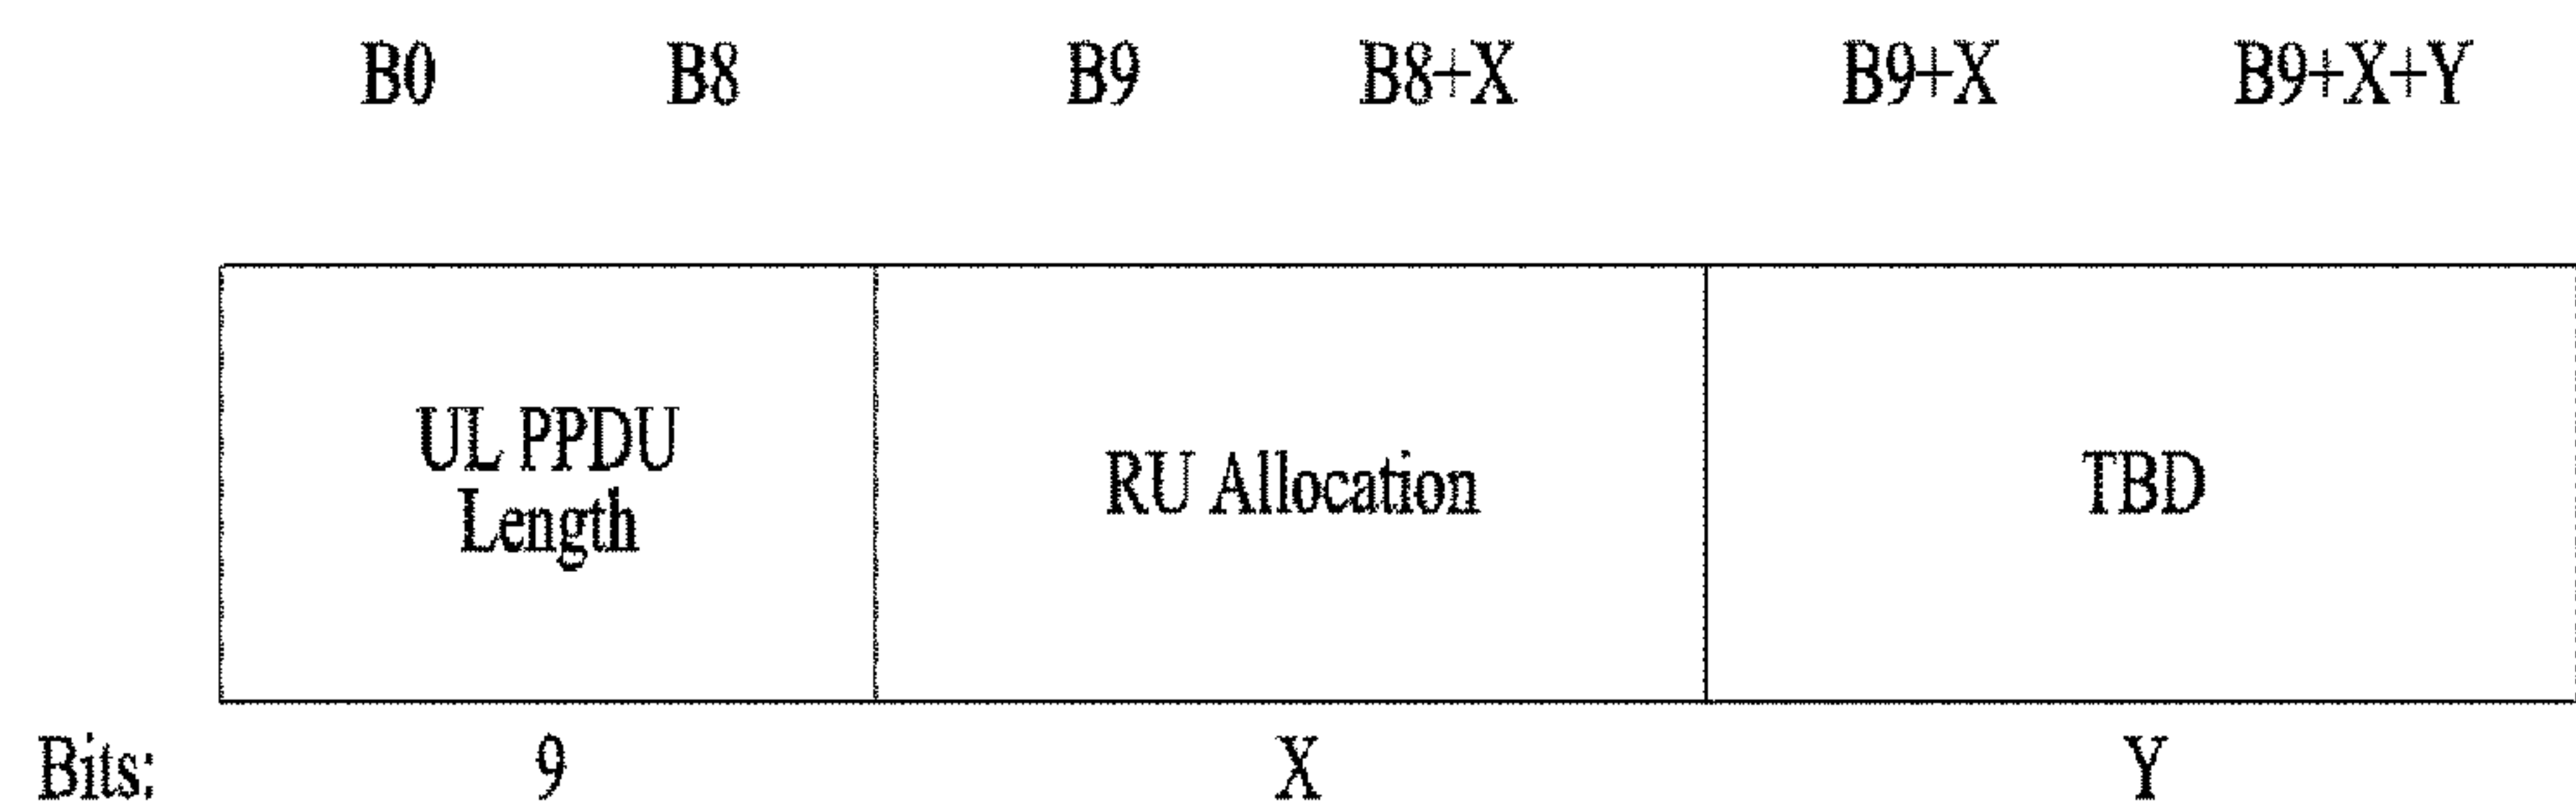 B0 B8 B9 B8+X B9+X B9+X+Y
UL PPDU
Length
RU Allocation
TBD
Bits: 9 X Y